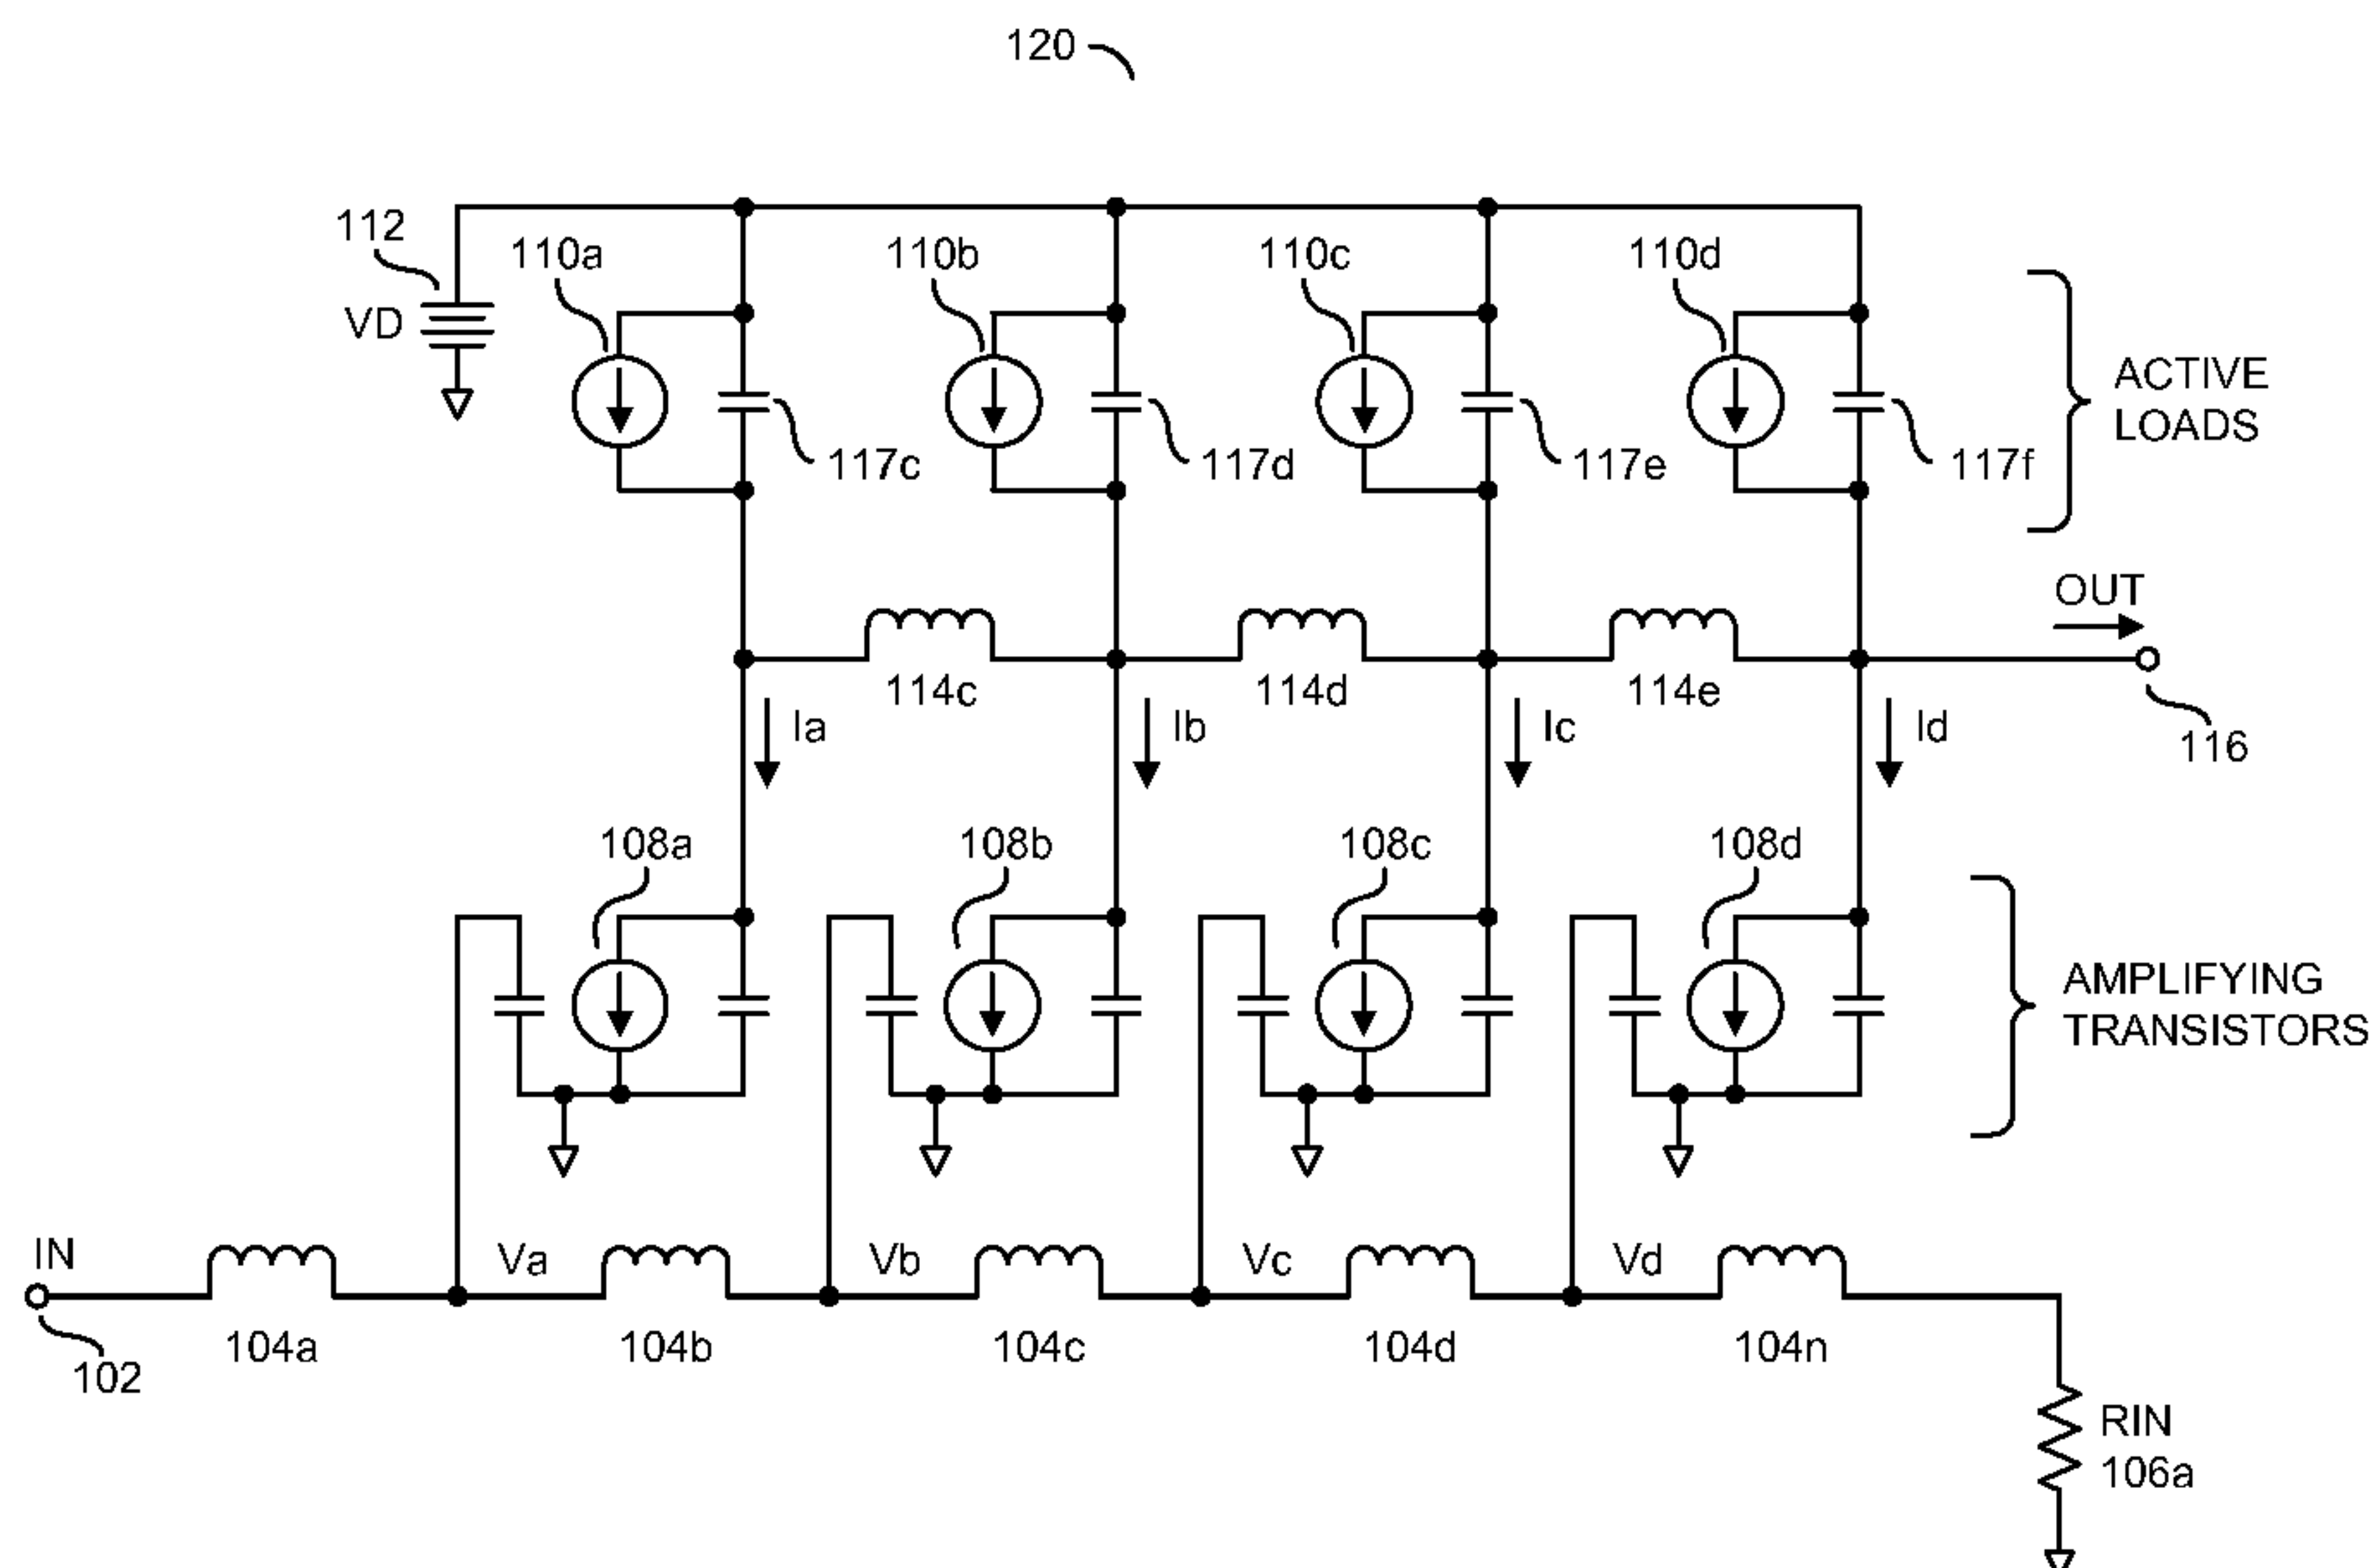 120
112
110a
110b
110c
110d
VD
ACTIVE
LOADS
117c
117d
117e
117f
OUT
114c
114d
114e
Ia
Ib
Ic
Id
116
108a
108b
108c
108d
AMPLIFYING
TRANSISTORS
IN
Va
Vb
Vc
Vd
104a
104b
104c
104d
104n
102
RIN
106a